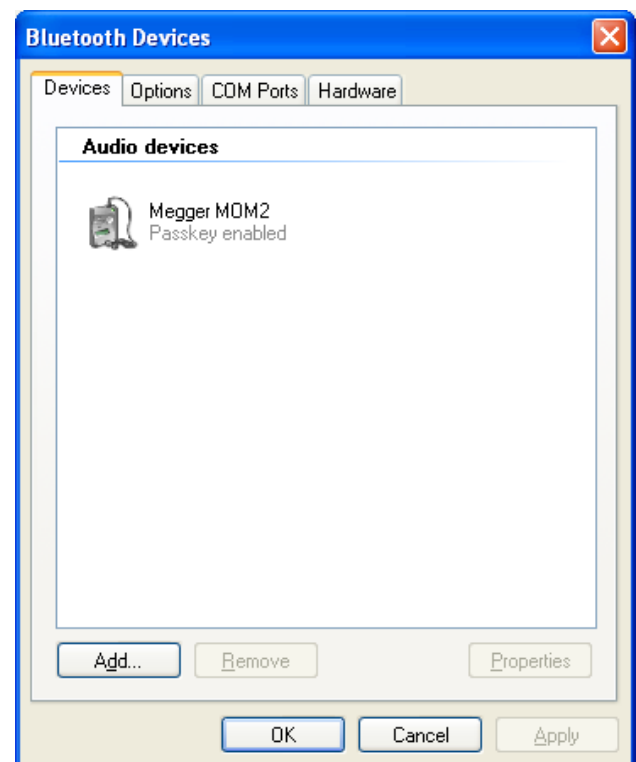 Bluetooth Devices
Devices Options COM Ports Hardware
Audio devices
Megger MOM2
Passkey enabled
Add... Remove Properties
OK Cancel Apply